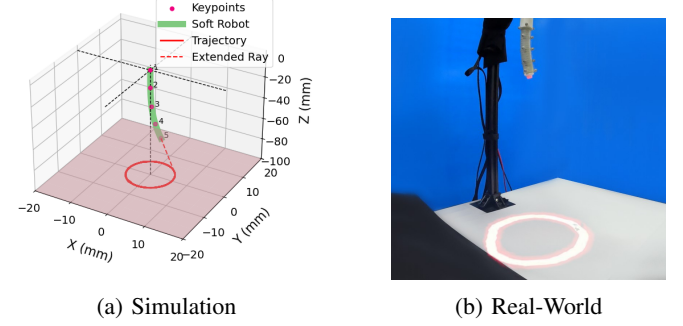 Keypoints
Soft Robot
Trajectory
Extended Ray
1
2
3
4
5
0
−20
−40
−60
−80
−100
Z (mm)
−20
−10
0
10
20
X (mm)
−20
−10
0
10
20
Y (mm)
(a) Simulation
(b) Real-World